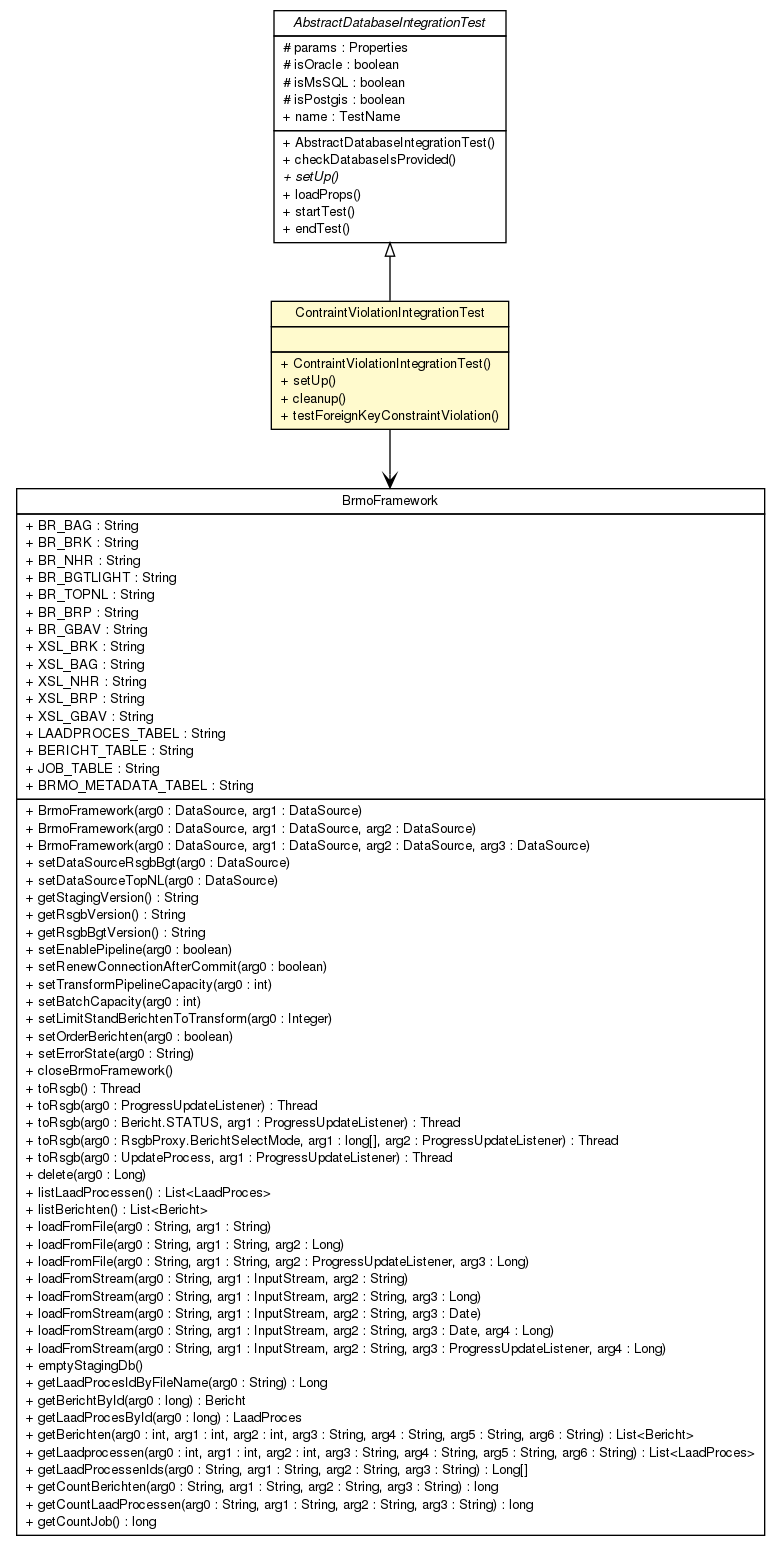 AbstractDatabaseIntegrationTest
# params : Properties
# isOracle : boolean
# isMsSQL : boolean
# isPostgis : boolean
+ name : TestName
+ AbstractDatabaseIntegrationTest()
+ checkDatabaseIsProvided()
+ setUp()
+ loadProps()
+ startTest()
+ endTest()
ContraintViolationIntegrationTest
+ ContraintViolationIntegrationTest()
+ setUp()
+ cleanup()
+ testForeignKeyConstraintViolation()
BrmoFramework
+ BR_BAG : String
+ BR_BRK : String
+ BR_NHR : String
+ BR_BGTLIGHT : String
+ BR_TOPNL : String
+ BR_BRP : String
+ BR_GBAV : String
+ XSL_BRK : String
+ XSL_BAG : String
+ XSL_NHR : String
+ XSL_BRP : String
+ XSL_GBAV : String
+ LAADPROCES_TABEL : String
+ BERICHT_TABLE : String
+ JOB_TABLE : String
+ BRMO_METADATA_TABEL : String
+ BrmoFramework(arg0 : DataSource, arg1 : DataSource)
+ BrmoFramework(arg0 : DataSource, arg1 : DataSource, arg2 : DataSource)
+ BrmoFramework(arg0 : DataSource, arg1 : DataSource, arg2 : DataSource, arg3 : DataSource)
+ setDataSourceRsgbBgt(arg0 : DataSource)
+ setDataSourceTopNL(arg0 : DataSource)
+ getStagingVersion() : String
+ getRsgbVersion() : String
+ getRsgbBgtVersion() : String
+ setEnablePipeline(arg0 : boolean)
+ setRenewConnectionAfterCommit(arg0 : boolean)
+ setTransformPipelineCapacity(arg0 : int)
+ setBatchCapacity(arg0 : int)
+ setLimitStandBerichtenToTransform(arg0 : Integer)
+ setOrderBerichten(arg0 : boolean)
+ setErrorState(arg0 : String)
+ closeBrmoFramework()
+ toRsgb() : Thread
+ toRsgb(arg0 : ProgressUpdateListener) : Thread
+ toRsgb(arg0 : Bericht.STATUS, arg1 : ProgressUpdateListener) : Thread
+ toRsgb(arg0 : RsgbProxy.BerichtSelectMode, arg1 : long[], arg2 : ProgressUpdateListener) : Thread
+ toRsgb(arg0 : UpdateProcess, arg1 : ProgressUpdateListener) : Thread
+ delete(arg0 : Long)
+ listLaadProcessen() : List<LaadProces>
+ listBerichten() : List<Bericht>
+ loadFromFile(arg0 : String, arg1 : String)
+ loadFromFile(arg0 : String, arg1 : String, arg2 : Long)
+ loadFromFile(arg0 : String, arg1 : String, arg2 : ProgressUpdateListener, arg3 : Long)
+ loadFromStream(arg0 : String, arg1 : InputStream, arg2 : String)
+ loadFromStream(arg0 : String, arg1 : InputStream, arg2 : String, arg3 : Long)
+ loadFromStream(arg0 : String, arg1 : InputStream, arg2 : String, arg3 : Date)
+ loadFromStream(arg0 : String, arg1 : InputStream, arg2 : String, arg3 : Date, arg4 : Long)
+ loadFromStream(arg0 : String, arg1 : InputStream, arg2 : String, arg3 : ProgressUpdateListener, arg4 : Long)
+ emptyStagingDb()
+ getLaadProcesIdByFileName(arg0 : String) : Long
+ getBerichtById(arg0 : long) : Bericht
+ getLaadProcesById(arg0 : long) : LaadProces
+ getBerichten(arg0 : int, arg1 : int, arg2 : int, arg3 : String, arg4 : String, arg5 : String, arg6 : String) : List<Bericht>
+ getLaadprocessen(arg0 : int, arg1 : int, arg2 : int, arg3 : String, arg4 : String, arg5 : String, arg6 : String) : List<LaadProces>
+ getLaadProcessenIds(arg0 : String, arg1 : String, arg2 : String, arg3 : String) : Long[]
+ getCountBerichten(arg0 : String, arg1 : String, arg2 : String, arg3 : String) : long
+ getCountLaadProcessen(arg0 : String, arg1 : String, arg2 : String, arg3 : String) : long
+ getCountJob() : long